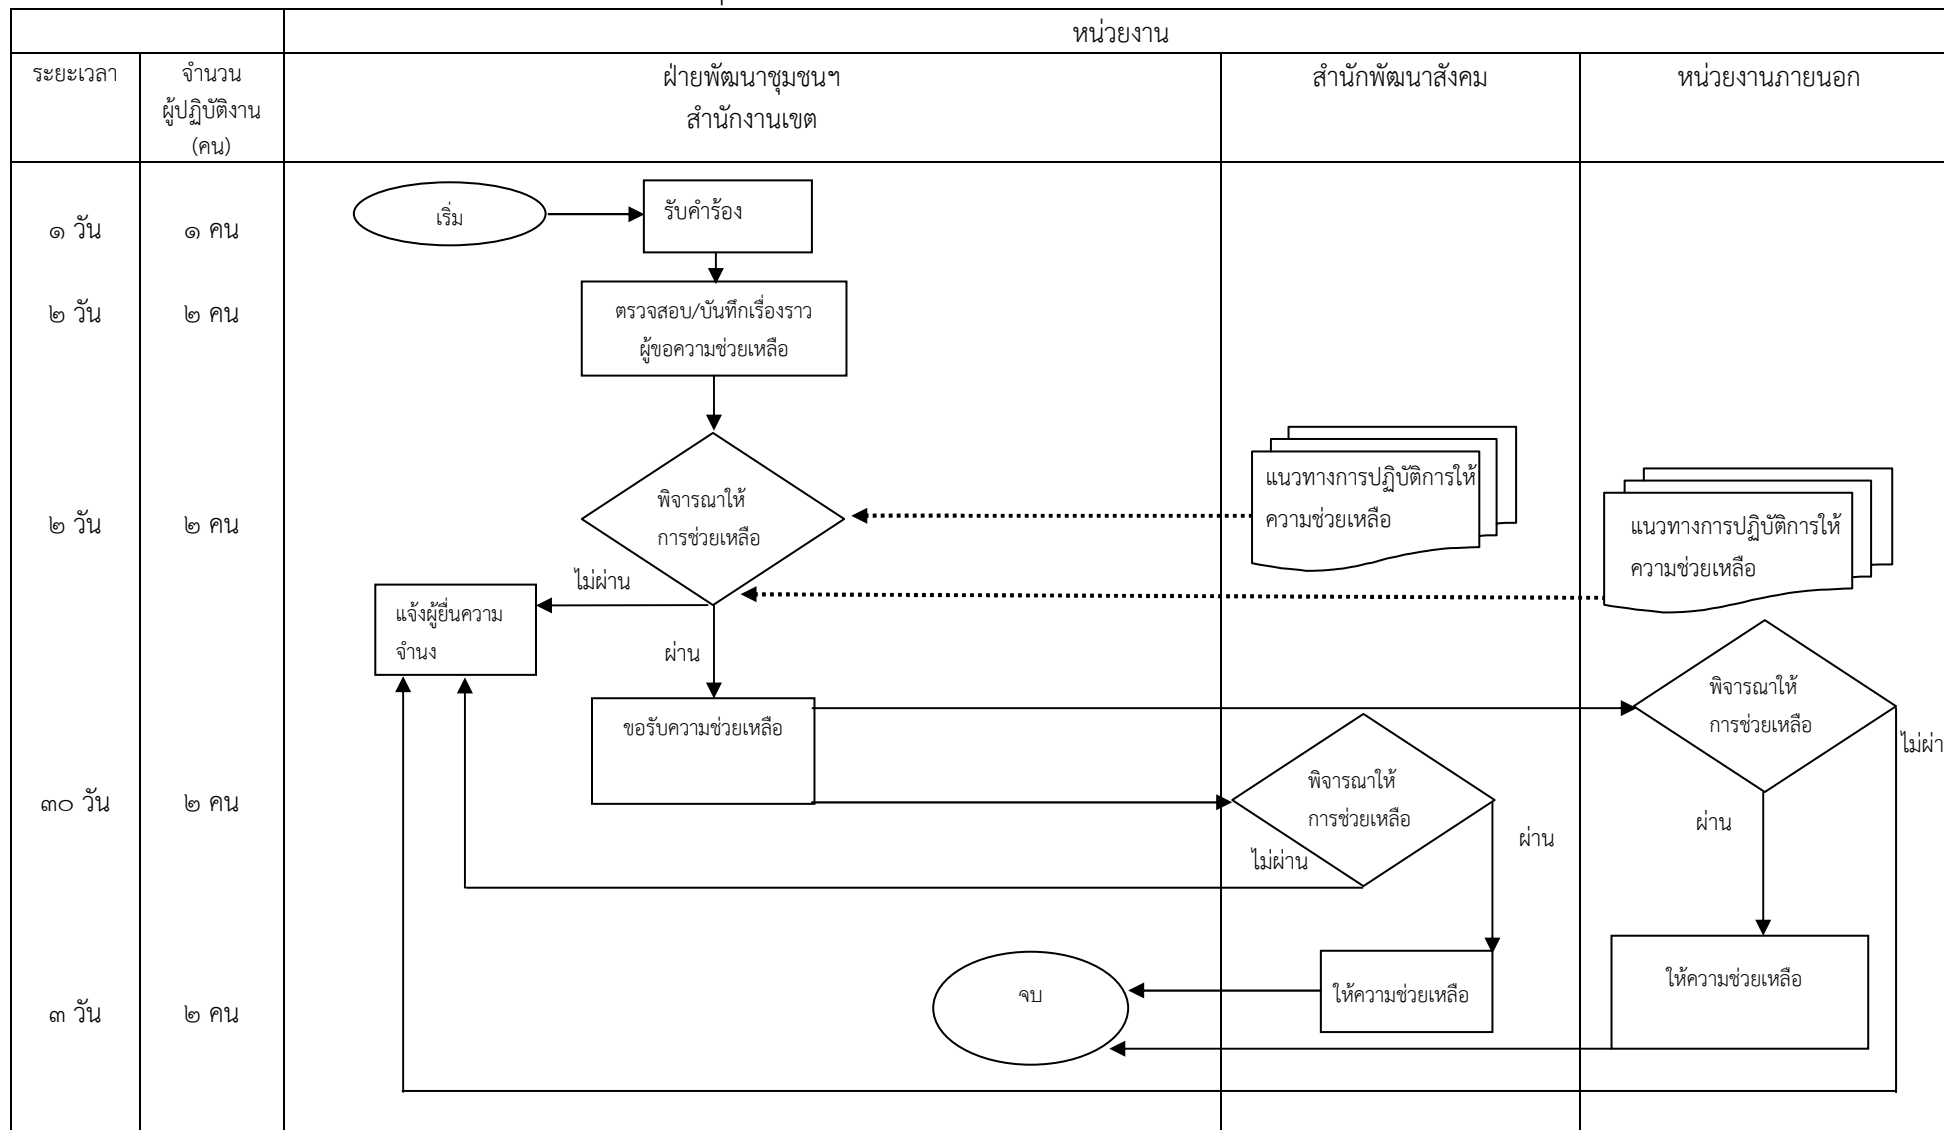 หน่วยงาน
ระยะเวลา
จำนวน
ผู้ปฏิบัติงาน
(คน)
ฝ่ายพัฒนาชุมชนฯ
สำนักงานเขต
สำนักพัฒนาสังคม
หน่วยงานภายนอก
๑ วัน
๑ คน
เริ่ม
รับคำร้อง
๒ วัน
๒ คน
ตรวจสอบ/บันทึกเรื่องราว
ผู้ขอความช่วยเหลือ
๒ วัน
๒ คน
พิจารณาให้
การช่วยเหลือ
แนวทางการปฏิบัติการให้
ความช่วยเหลือ
แนวทางการปฏิบัติการให้
ความช่วยเหลือ
ไม่ผ่าน
แจ้งผู้ยื่นความ
จำนง
ผ่าน
ขอรับความช่วยเหลือ
พิจารณาให้
การช่วยเหลือ
ไม่ผ่า
๓๐ วัน
๒ คน
พิจารณาให้
การช่วยเหลือ
ไม่ผ่าน
ผ่าน
ผ่าน
๓ วัน
๒ คน
จบ
ให้ความช่วยเหลือ
ให้ความช่วยเหลือ